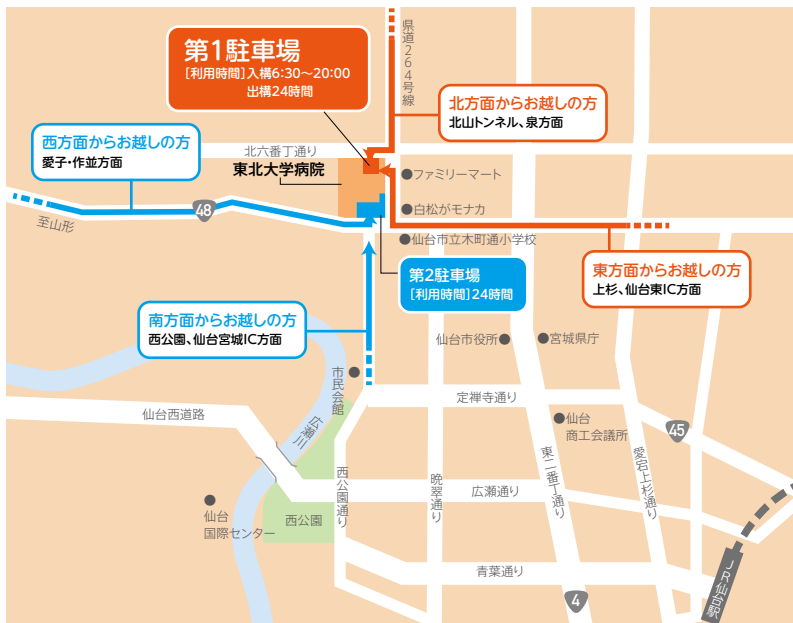 第1駐車場
[利用時間]入構6:30〜20:00
出構24時間
県道264号線
北方面からお越しの方
北山トンネル、泉方面
西方面からお越しの方
愛子・作並方面
北六番丁通り
東北大学病院
ファミリーマート
白松がモナカ
48
至山形
仙台市立木町通小学校
東方面からお越しの方
上杉、仙台東IC方面
第2駐車場
[利用時間]24時間
南方面からお越しの方
西公園、仙台宮城IC方面
仙台市役所
宮城県庁
市民会館
定禅寺通り
仙台西道路
広瀬川
仙台
商工会議所
45
西公園通り
晩翠通り
広瀬通り
東二番丁通り
愛宕上杉通り
仙台
国際センター
西公園
青葉通り
JR仙台駅
4